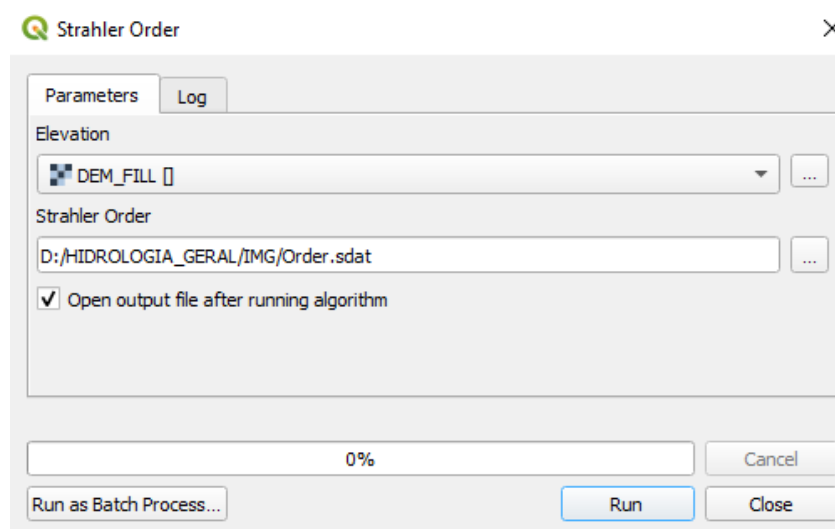 Strahler Order
Parameters
Log
Elevation
DEM_FILL []
...
Strahler Order
D:/HIDROLOGIA_GERAL/IMG/Order.sdat
...
Open output file after running algorithm
0%
Cancel
Run as Batch Process...
Run
Close